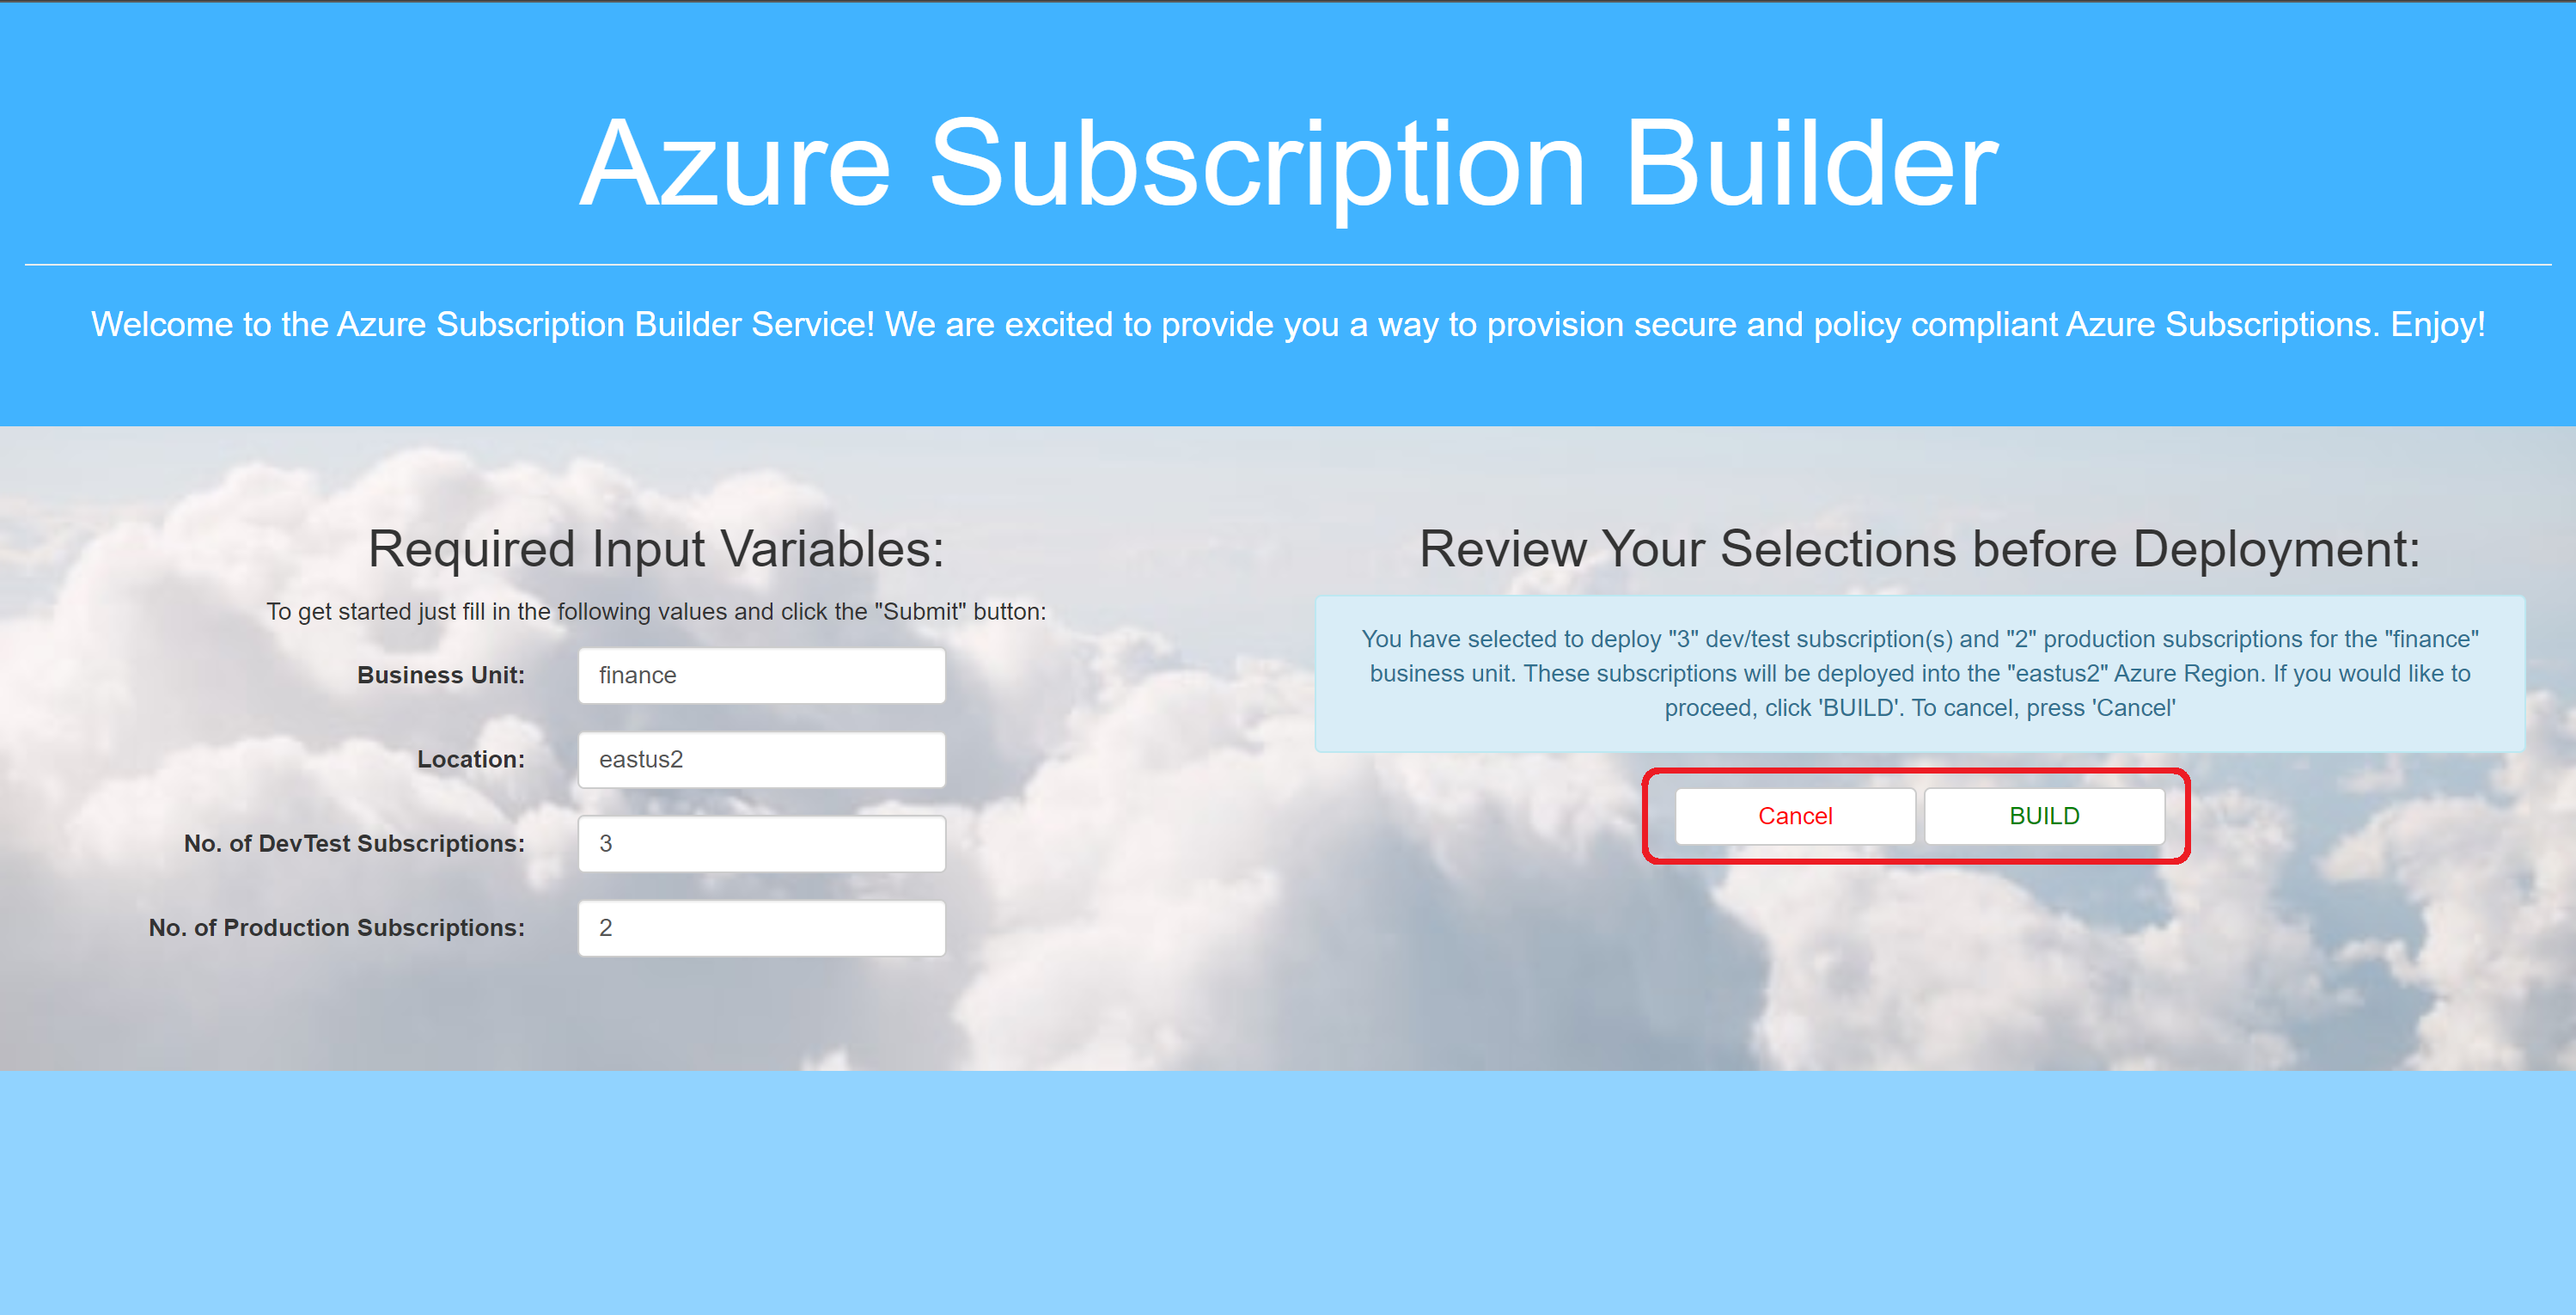 Azure Subscription Builder
Welcome to the Azure Subscription Builder Service! We are excited to provide you a way to provision secure and policy compliant Azure Subscriptions. Enjoy!
Required Input Variables:
To get started just fill in the following values and click the "Submit" button:
Business Unit: finance
Location: eastus2
No. of DevTest Subscriptions: 3
No. of Production Subscriptions: 2
Review Your Selections before Deployment:
You have selected to deploy "3" dev/test subscription(s) and "2" production subscriptions for the "finance"
business unit. These subscriptions will be deployed into the "eastus2" Azure Region. If you would like to
proceed, click 'BUILD'. To cancel, press 'Cancel'
Cancel BUILD